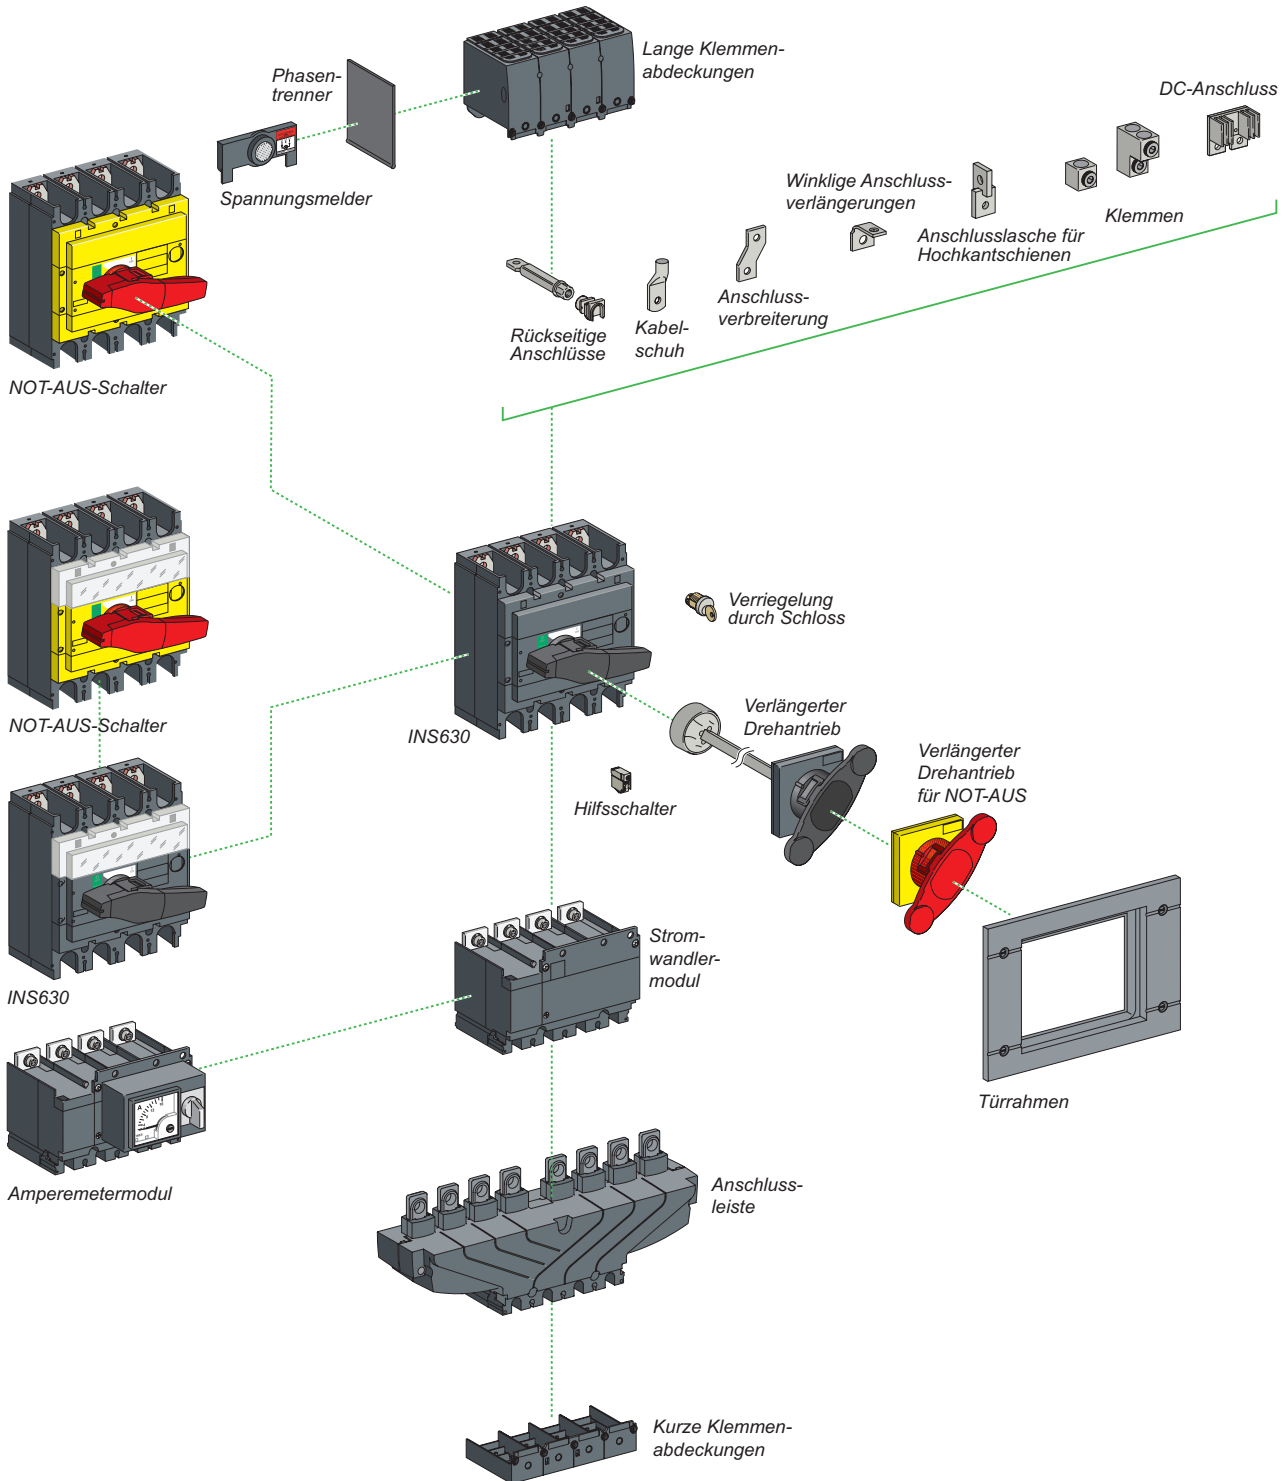 Lange Klemmen-
abdeckungen
Phasen-
trenner
DC-Anschluss
Spannungsmelder
Winklige Anschluss-
verlängerungen
Klemmen
Anschlusslasche für
Hochkantschienen
Anschluss-
verbreiterung
Rückseitige
Anschlüsse
Kabel-
schuh
NOT-AUS-Schalter
Verriegelung
durch Schloss
NOT-AUS-Schalter
INS630
Verlängerter
Drehantrieb
Verlängerter
Drehantrieb
für NOT-AUS
Hilfsschalter
Strom-
wandler-
modul
INS630
Türrahmen
Amperemetermodul
A
Anschluss-
leiste
Kurze Klemmen-
abdeckungen